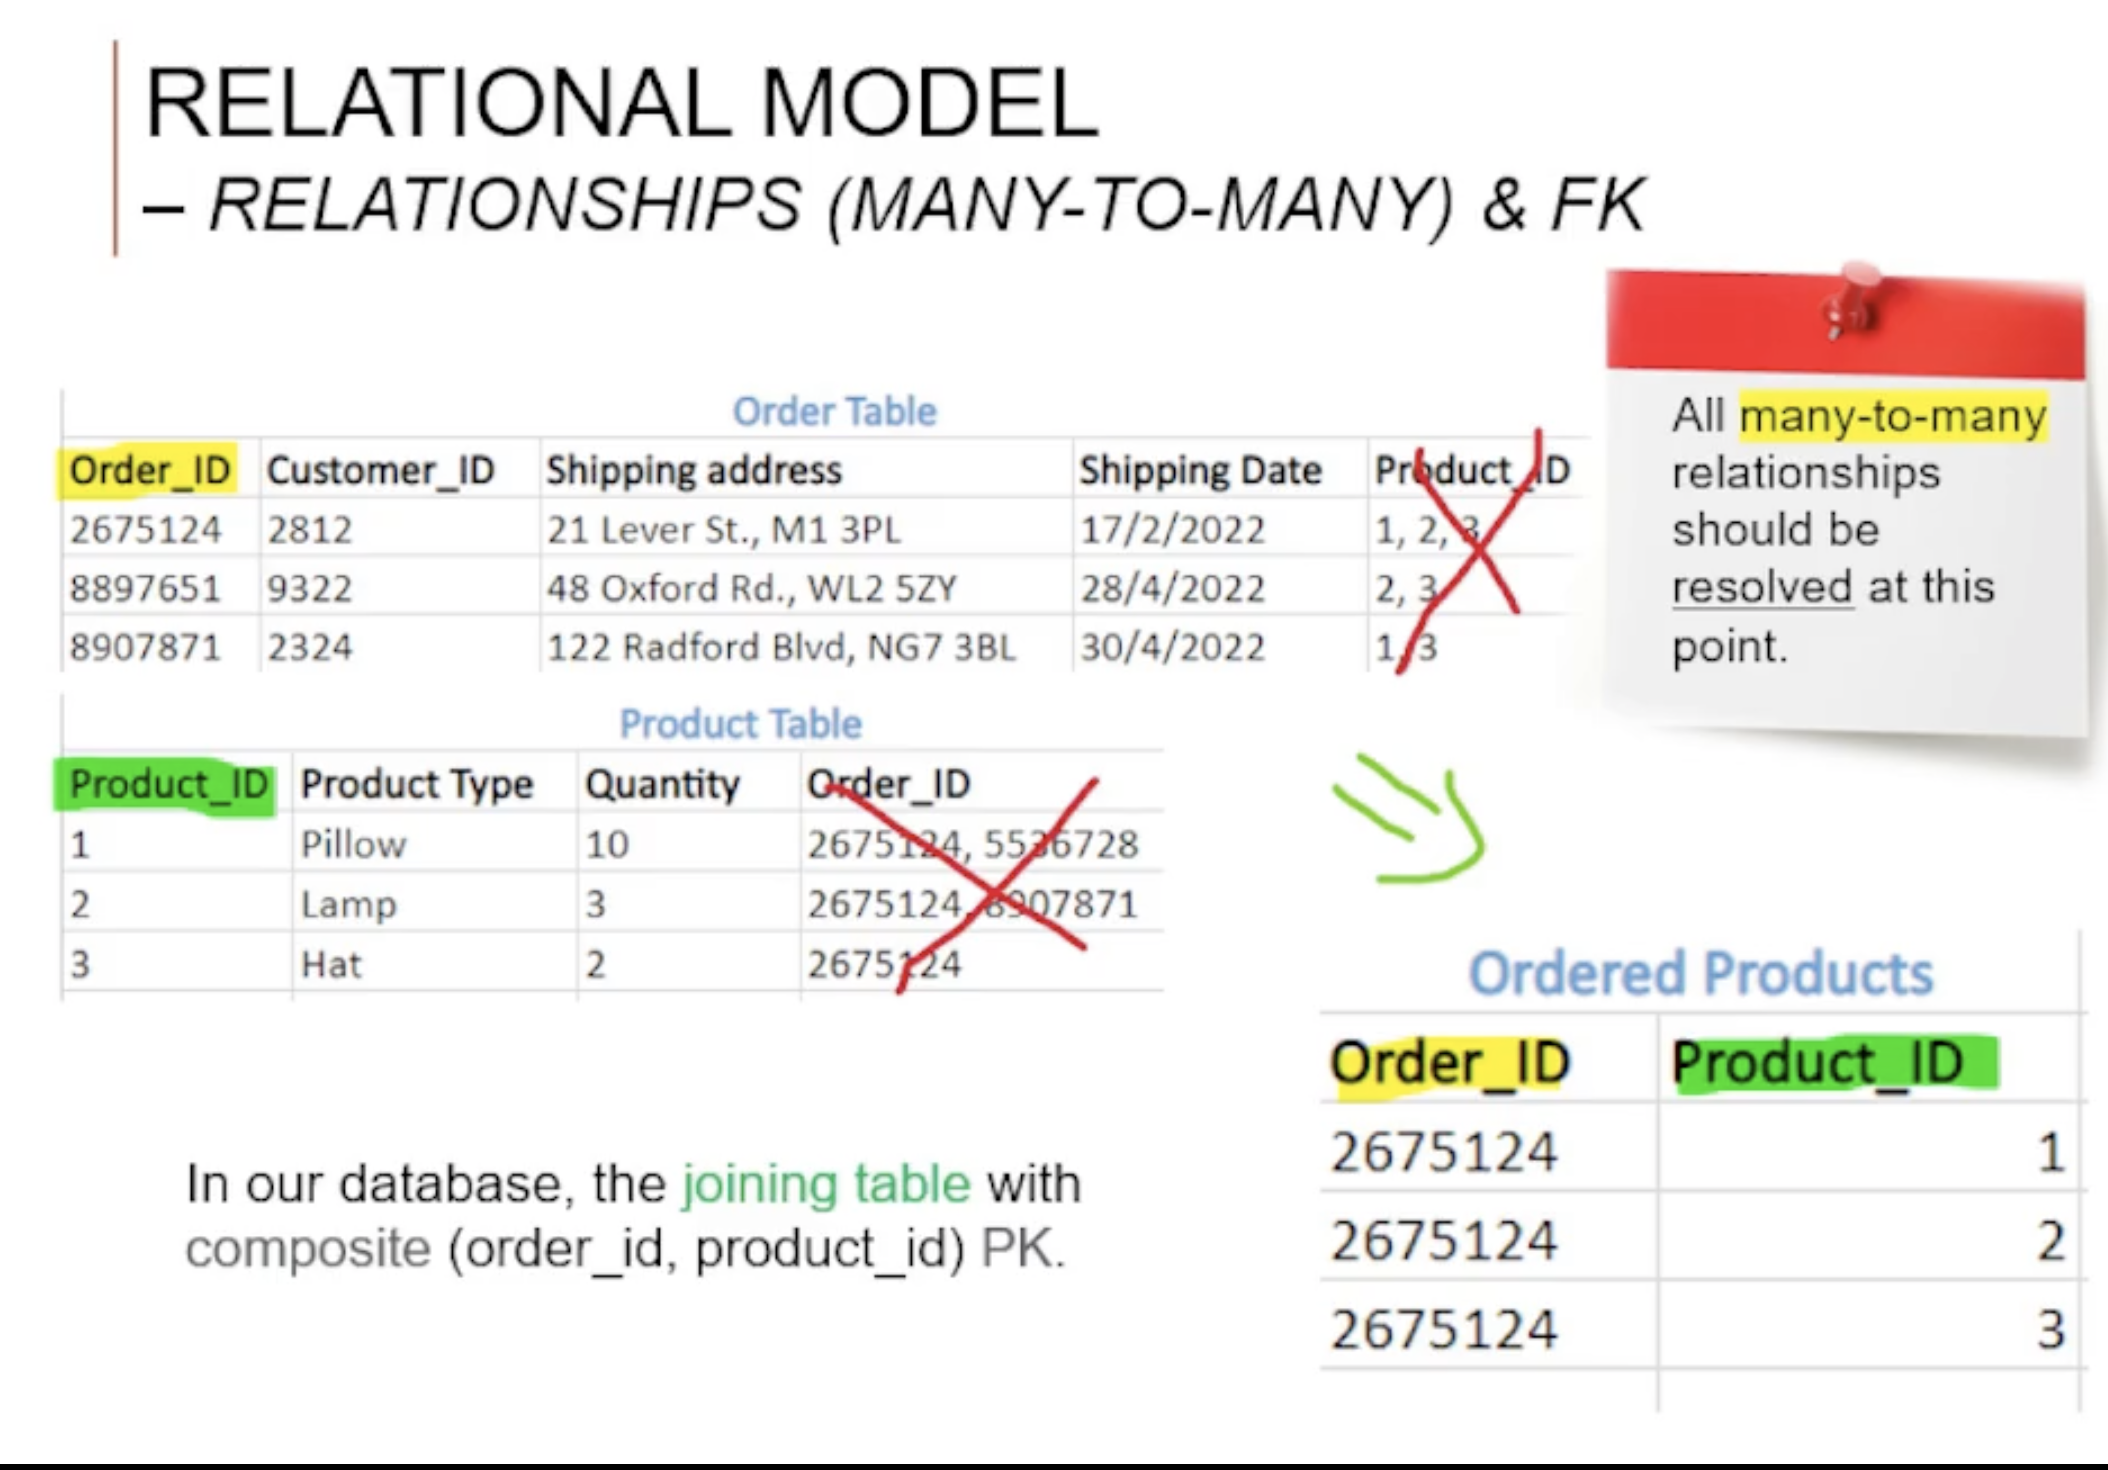 RELATIONAL MODEL
– RELATIONSHIPS (MANY-TO-MANY) & FK
All many-to-many
relationships
should be
resolved at this
point.
Order Table
Order_ID Customer_ID Shipping address Shipping Date Product_ID
2675124 2812 21 Lever St., M1 3PL 17/2/2022 1, 2, 3
8897651 9322 48 Oxford Rd., WL2 5ZY 28/4/2022 2, 3
8907871 2324 122 Radford Blvd, NG7 3BL 30/4/2022 1, 3
Product Table
Product_ID Product Type Quantity Order_ID
1 Pillow 10 2675124, 5536728
2 Lamp 3 2675124, 8907871
3 Hat 2 2675124
Ordered Products
Order_ID Product_ID
2675124 1
2675124 2
2675124 3
In our database, the joining table with
composite (order_id, product_id) PK.